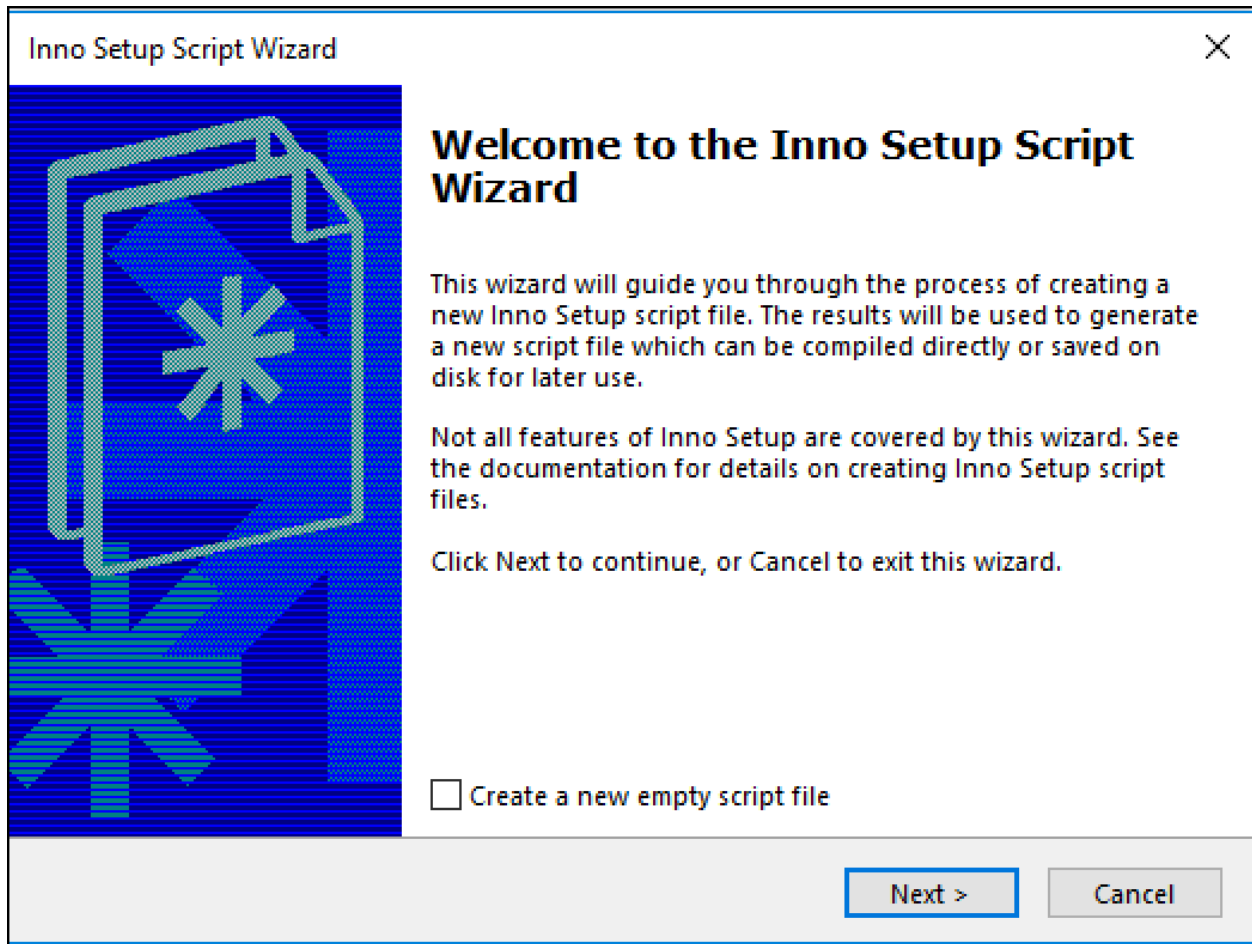 Inno Setup Script Wizard
Welcome to the Inno Setup Script
Wizard
This wizard will guide you through the process of creating a
new Inno Setup script file. The results will be used to generate
a new script file which can be compiled directly or saved on
disk for later use.
Not all features of Inno Setup are covered by this wizard. See
the documentation for details on creating Inno Setup script
files.
Click Next to continue, or Cancel to exit this wizard.
Create a new empty script file
Next >
Cancel